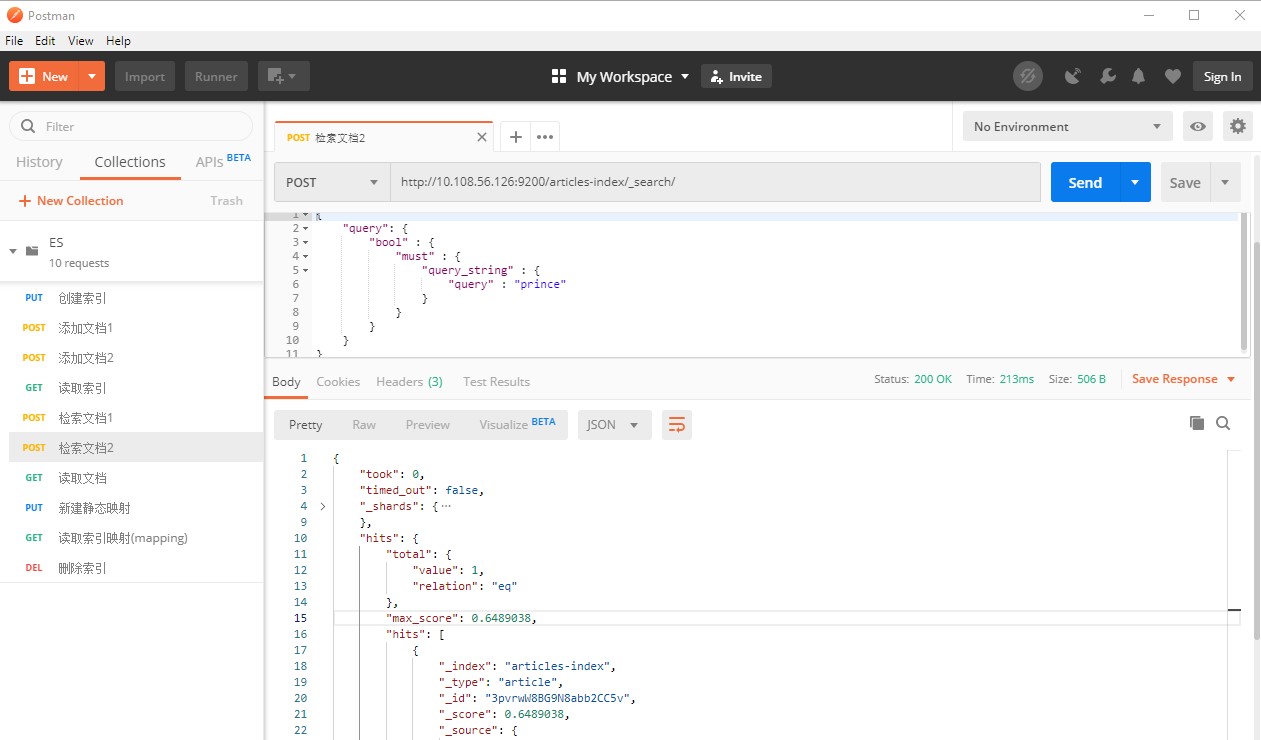 Postman
File Edit View Help
New Import Runner My Workspace Invite Sign In
Filter
History Collections APIs BETA
New Collection Trash
ES
10 requests
PUT 创建索引
POST 添加文档1
POST 添加文档2
GET 读取索引
POST 检索文档1
POST 检索文档2
GET 读取文档
PUT 新建静态映射
GET 读取索引映射(mapping)
DEL 删除索引
POST 检索文档2
No Environment
POST http://10.108.56.126:9200/articles-index/_search/ Send Save
1 {
2 "query": {
3 "bool" : {
4 "must" : {
5 "query_string" : {
6 "query" : "prince"
7 }
8 }
9 }
10 }
11 }
Body Cookies Headers (3) Test Results Status: 200 OK Time: 213ms Size: 506 B Save Response
Pretty Raw Preview Visualize BETA JSON
1 {
2 "took": 0,
3 "timed_out": false,
4 "_shards": {⋯
9 },
10 "hits": {
11 "total": {
12 "value": 1,
13 "relation": "eq"
14 },
15 "max_score": 0.6489038,
16 "hits": [
17 {
18 "_index": "articles-index",
19 "_type": "article",
20 "_id": "3pvrwW8BG9N8abb2CC5v",
21 "_score": 0.6489038,
22 "_source": {